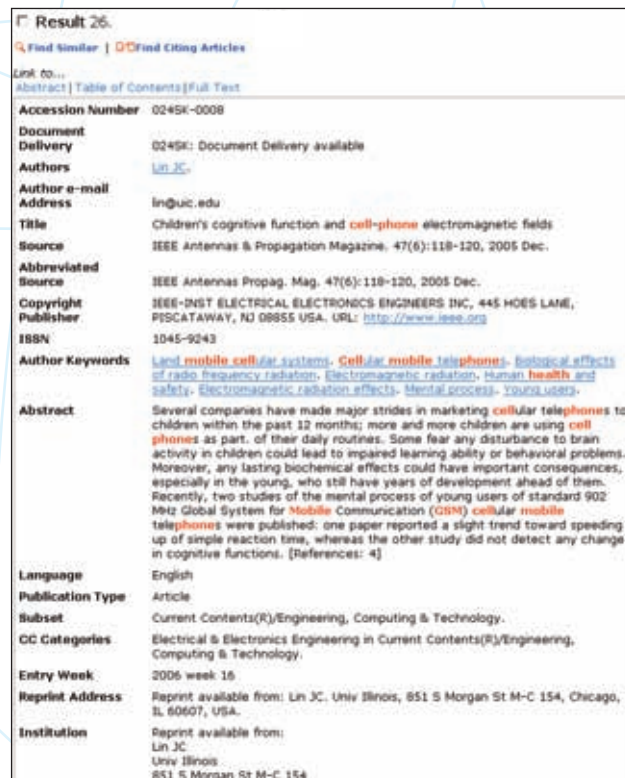 Result 26.
Find Similar | Find Citing Articles
Link to...
Abstract | Table of Contents | Full Text
Accession Number 024SK-0008
Document
Delivery 024SK: Document Delivery available
Authors Lin JC.
Author e-mail
Address lin@uic.edu
Title Children's cognitive function and cell-phone electromagnetic fields
Source IEEE Antennas & Propagation Magazine. 47(6):118-120, 2005 Dec.
Abbreviated
Source IEEE Antennas Propag. Mag. 47(6):118-120, 2005 Dec.
Copyright IEEE-INST ELECTRICAL ELECTRONICS ENGINEERS INC, 445 HOES LANE,
Publisher PISCATAWAY, NJ 08855 USA. URL: http://www.ieee.org
ISSN 1045-9243
Author Keywords Land mobile cellular systems. Cellular mobile telephones. Biological effects
of radio frequency radiation. Electromagnetic radiation. Human health and
safety. Electromagnetic radiation effects. Mental process. Young users.
Abstract Several companies have made major strides in marketing cellular telephones to
children within the past 12 months; more and more children are using cell
phones as part. of their daily routines. Some fear any disturbance to brain
activity in children could lead to impaired learning ability or behavioral problems.
Moreover, any lasting biochemical effects could have important consequences,
especially in the young, who still have years of development ahead of them.
Recently, two studies of the mental process of young users of standard 902
MHz Global System for Mobile Communication (GSM) cellular mobile
telephones were published: one paper reported a slight trend toward speeding
up of simple reaction time, whereas the other study did not detect any change
in cognitive functions. [References: 4]
Language English
Publication Type Article
Subset Current Contents(R)/Engineering, Computing & Technology.
CC Categories Electrical & Electronics Engineering in Current Contents(R)/Engineering,
Computing & Technology.
Entry Week 2006 week 16
Reprint Address Reprint available from: Lin JC. Univ Illinois, 851 S Morgan St M-C 154, Chicago,
IL 60607, USA.
Institution Reprint available from:
Lin JC
Univ Illinois
851 S Morgan St M-C 154